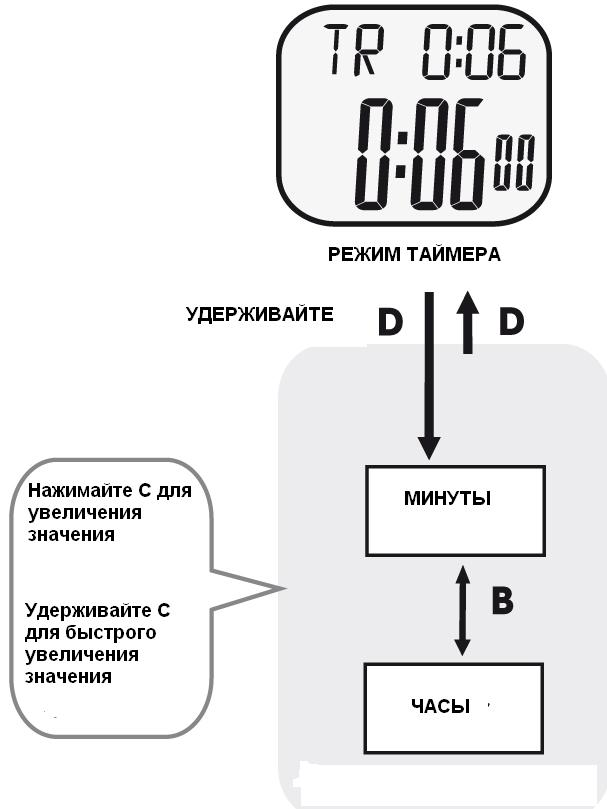 TR 0:06
0:06 00
РЕЖИМ ТАЙМЕРА
УДЕРЖИВАЙТЕ D D
МИНУТЫ
Нажимайте C для
увеличения
значения
Удерживайте C
для быстрого
увеличения
значения
B
ЧАСЫ